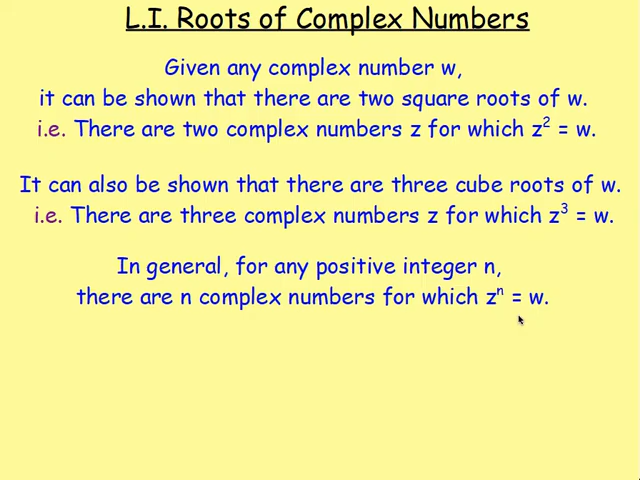 L.I. Roots of Complex Numbers
Given any complex number w,
it can be shown that there are two square roots of w.
i.e. There are two complex numbers z for which z² = w.
It can also be shown that there are three cube roots of w.
i.e. There are three complex numbers z for which z³ = w.
In general, for any positive integer n,
there are n complex numbers for which zⁿ = w.